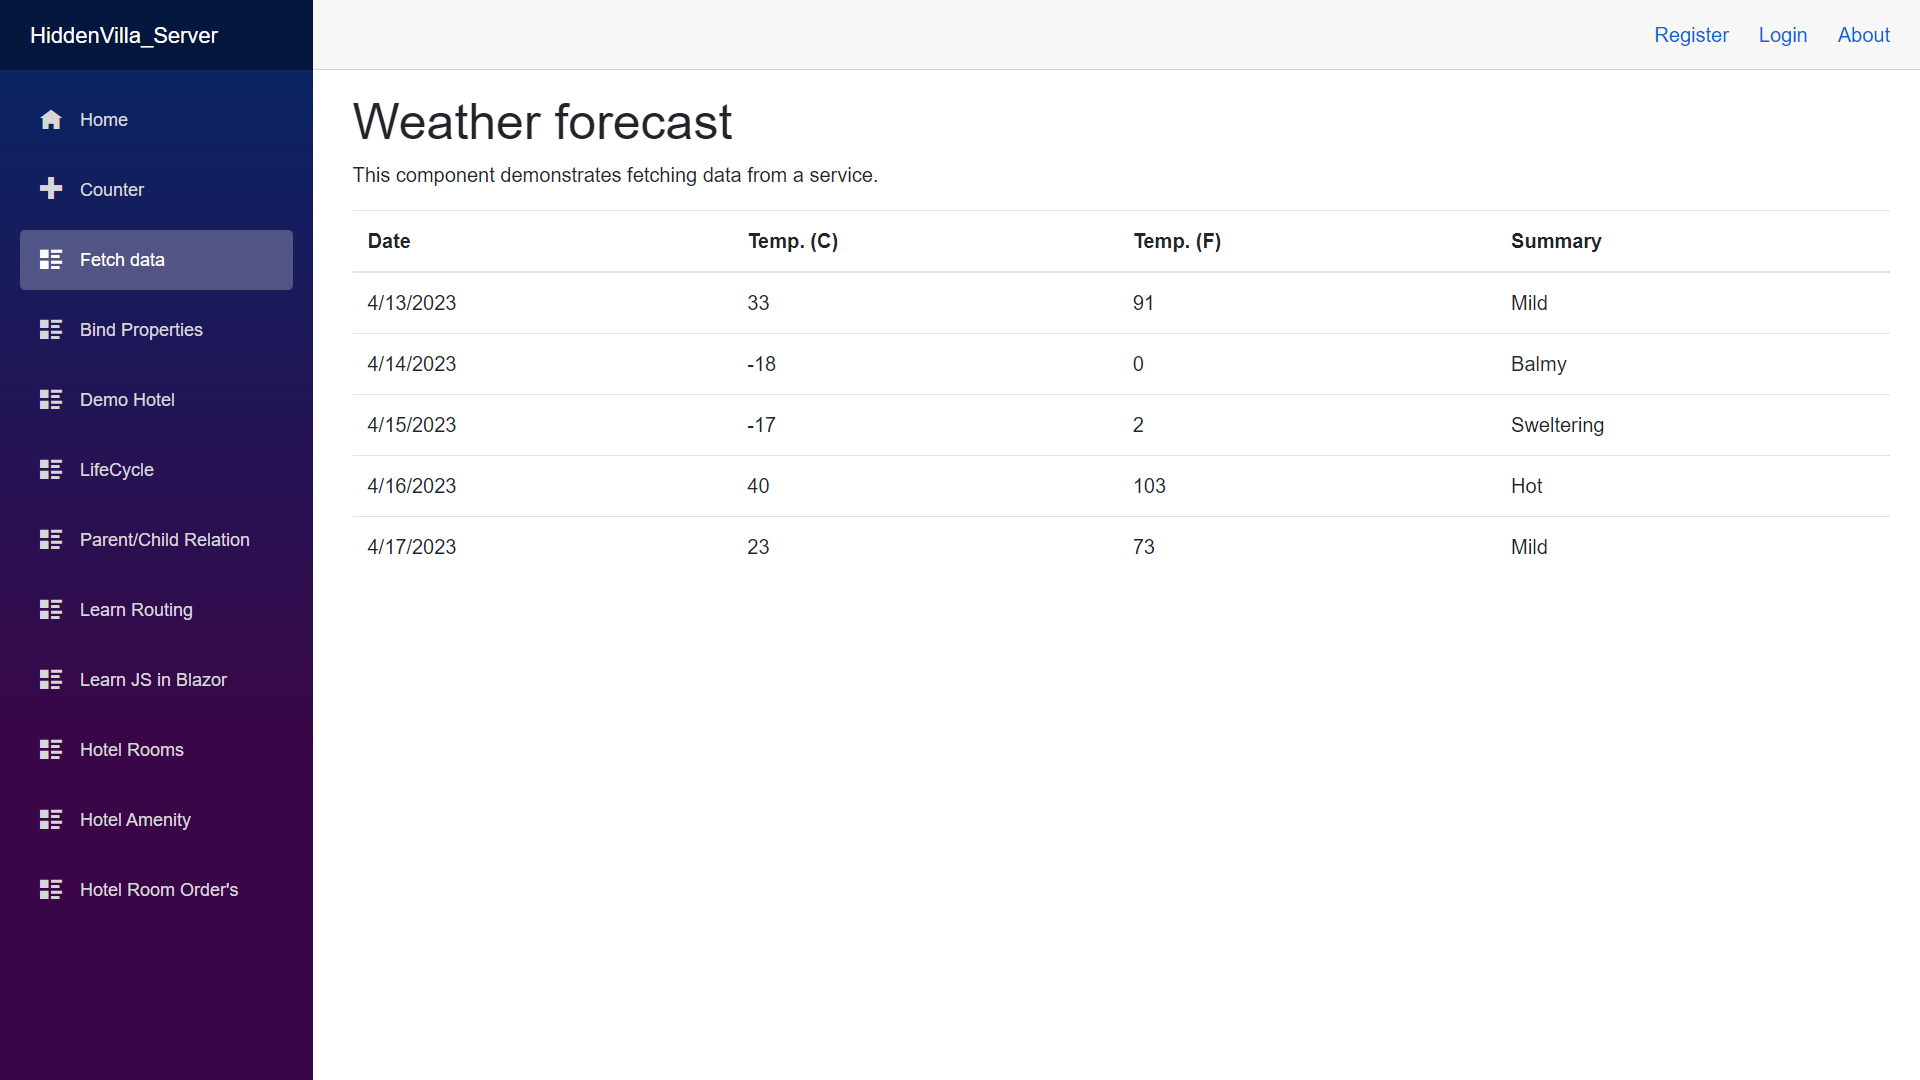 HiddenVilla_Server
Register Login About
Home
Counter
Fetch data
Bind Properties
Demo Hotel
LifeCycle
Parent/Child Relation
Learn Routing
Learn JS in Blazor
Hotel Rooms
Hotel Amenity
Hotel Room Order's
Weather forecast
This component demonstrates fetching data from a service.
Date Temp. (C) Temp. (F) Summary
4/13/2023 33 91 Mild
4/14/2023 -18 0 Balmy
4/15/2023 -17 2 Sweltering
4/16/2023 40 103 Hot
4/17/2023 23 73 Mild